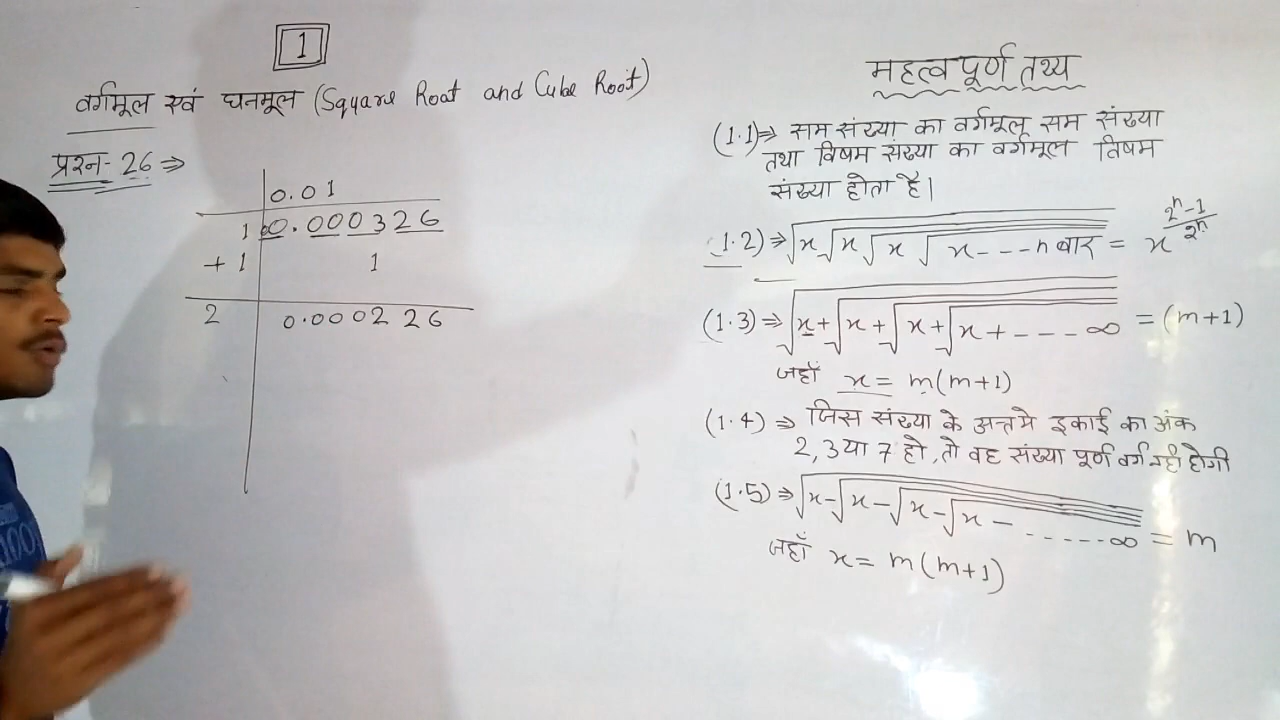 1
वर्गमूल एवं घनमूल (Square Root and Cube Root)
प्रश्न- 26 ⇒
0.01
1 00.000326
+ 1 1
2 0.000226
महत्वपूर्ण तथ्य
(1.1)⇒ सम संख्या का वर्गमूल सम संख्या
तथा विषम संख्या का वर्गमूल विषम
संख्या होता है।
(1.2)⇒ √x√x√x√x---n बार = x^(2^n-1)/2^n
(1.3)⇒ √x+√x+√x+√x+---∞ = (m+1)
जहाँ x = m(m+1)
(1.4)⇒ जिस संख्या के अन्त मे इकाई का अंक
2, 3 या 7 हो, तो वह संख्या पूर्ण वर्ग नही होगी
(1.5)⇒ √x-√x-√x-√x- ......∞ = m
जहाँ x = m(m+1)